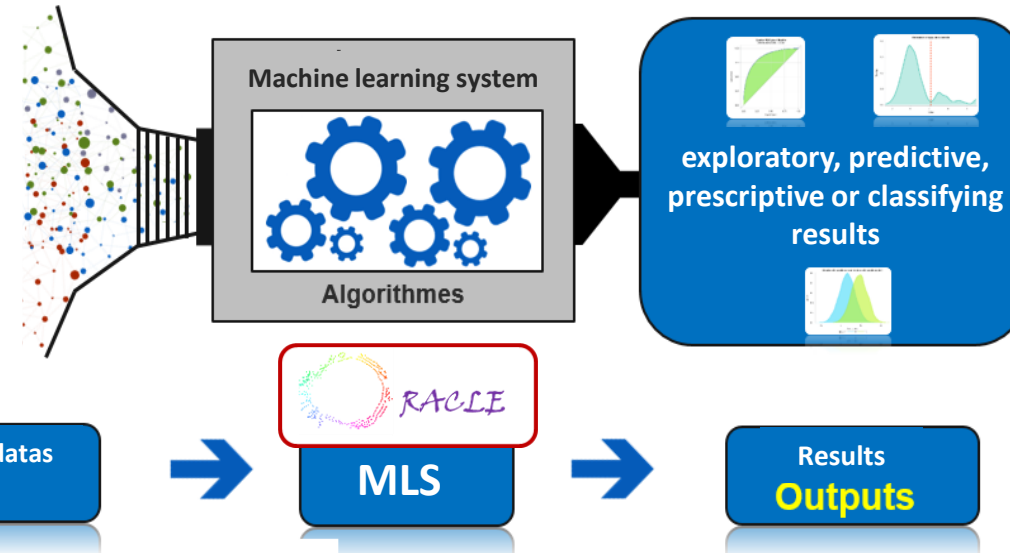 Machine learning system
Algorithmes
exploratory, predictive,
prescriptive or classifying
results
RACLE
datas
MLS
Results
Outputs